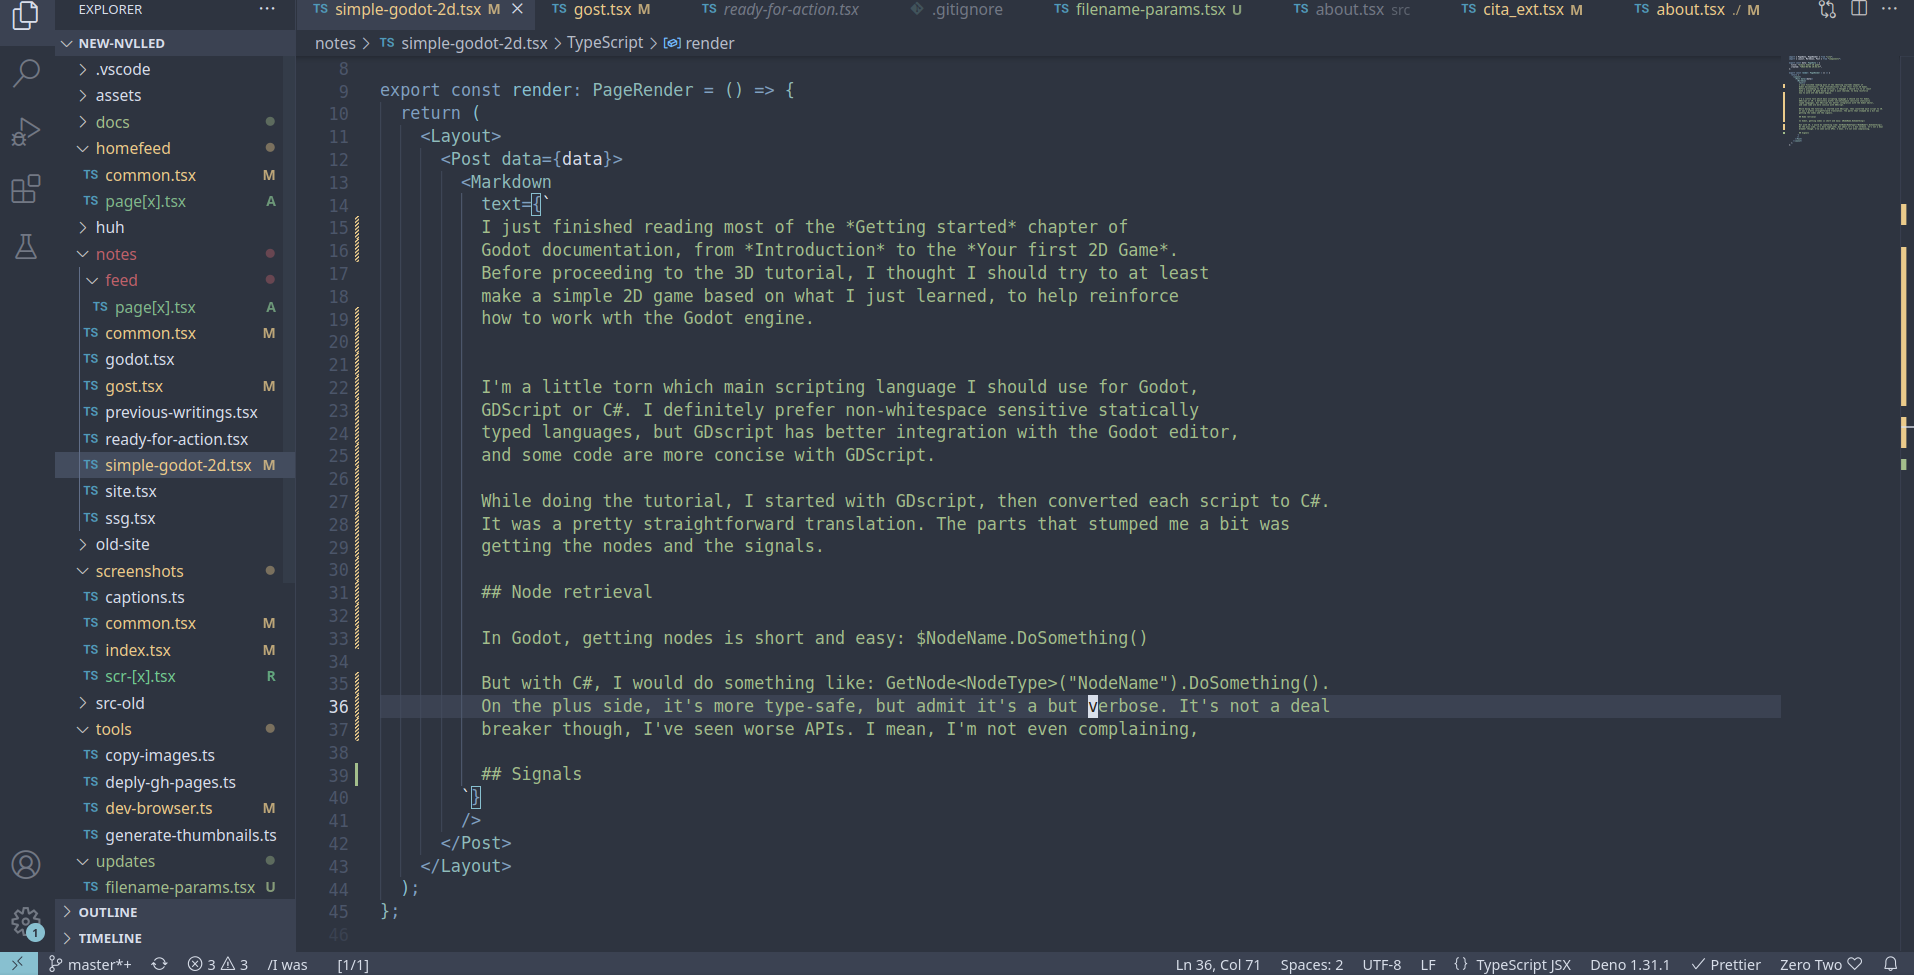 EXPLORER
NEW-NVLLED
.vscode
assets
docs
homefeed
TS common.tsx M
TS page[x].tsx A
huh
notes
feed
TS page[x].tsx A
TS common.tsx M
TS godot.tsx
TS gost.tsx M
TS previous-writings.tsx
TS ready-for-action.tsx
TS simple-godot-2d.tsx M
TS site.tsx
TS ssg.tsx
old-site
screenshots
TS captions.ts
TS common.tsx M
TS index.tsx M
TS scr-[x].tsx R
src-old
tools
TS copy-images.ts
TS deply-gh-pages.ts
TS dev-browser.ts M
TS generate-thumbnails.ts
updates
TS filename-params.tsx U
OUTLINE
TIMELINE
1
TS simple-godot-2d.tsx M TS gost.tsx M TS ready-for-action.tsx .gitignore TS filename-params.tsx U TS about.tsx src TS cita_ext.tsx M TS about.tsx ./ M
notes > TS simple-godot-2d.tsx > TypeScript > render
8
9 export const render: PageRender = () => {
10 return (
11 <Layout>
12 <Post data={data}>
13 <Markdown
14 text={`
15 I just finished reading most of the *Getting started* chapter of
16 Godot documentation, from *Introduction* to the *Your first 2D Game*.
17 Before proceeding to the 3D tutorial, I thought I should try to at least
18 make a simple 2D game based on what I just learned, to help reinforce
19 how to work wth the Godot engine.
20
21
22 I'm a little torn which main scripting language I should use for Godot,
23 GDScript or C#. I definitely prefer non-whitespace sensitive statically
24 typed languages, but GDscript has better integration with the Godot editor,
25 and some code are more concise with GDScript.
26
27 While doing the tutorial, I started with GDscript, then converted each script to C#.
28 It was a pretty straightforward translation. The parts that stumped me a bit was
29 getting the nodes and the signals.
30
31 ## Node retrieval
32
33 In Godot, getting nodes is short and easy: $NodeName.DoSomething()
34
35 But with C#, I would do something like: GetNode<NodeType>("NodeName").DoSomething().
36 On the plus side, it's more type-safe, but admit it's a but verbose. It's not a deal
37 breaker though, I've seen worse APIs. I mean, I'm not even complaining,
38
39 ## Signals
40 `}
41 />
42 </Post>
43 </Layout>
44 );
45 };
46
master*+ 3 3 /I was [1/1] Ln 36, Col 71 Spaces: 2 UTF-8 LF {} TypeScript JSX Deno 1.31.1 Prettier Zero Two